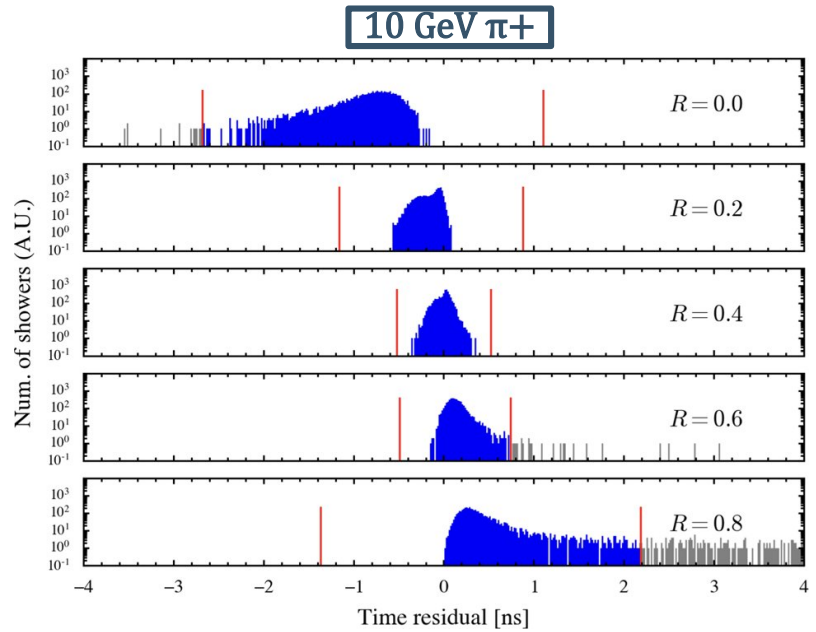 10 GeV π+
10³
10²
10¹
10⁰
10⁻¹
R = 0.0
10³
10²
10¹
10⁰
10⁻¹
R = 0.2
10³
10²
10¹
10⁰
10⁻¹
R = 0.4
10³
10²
10¹
10⁰
10⁻¹
R = 0.6
10³
10²
10¹
10⁰
10⁻¹
R = 0.8
Num. of showers (A.U.)
−4 −3 −2 −1 0 1 2 3 4
Time residual [ns]